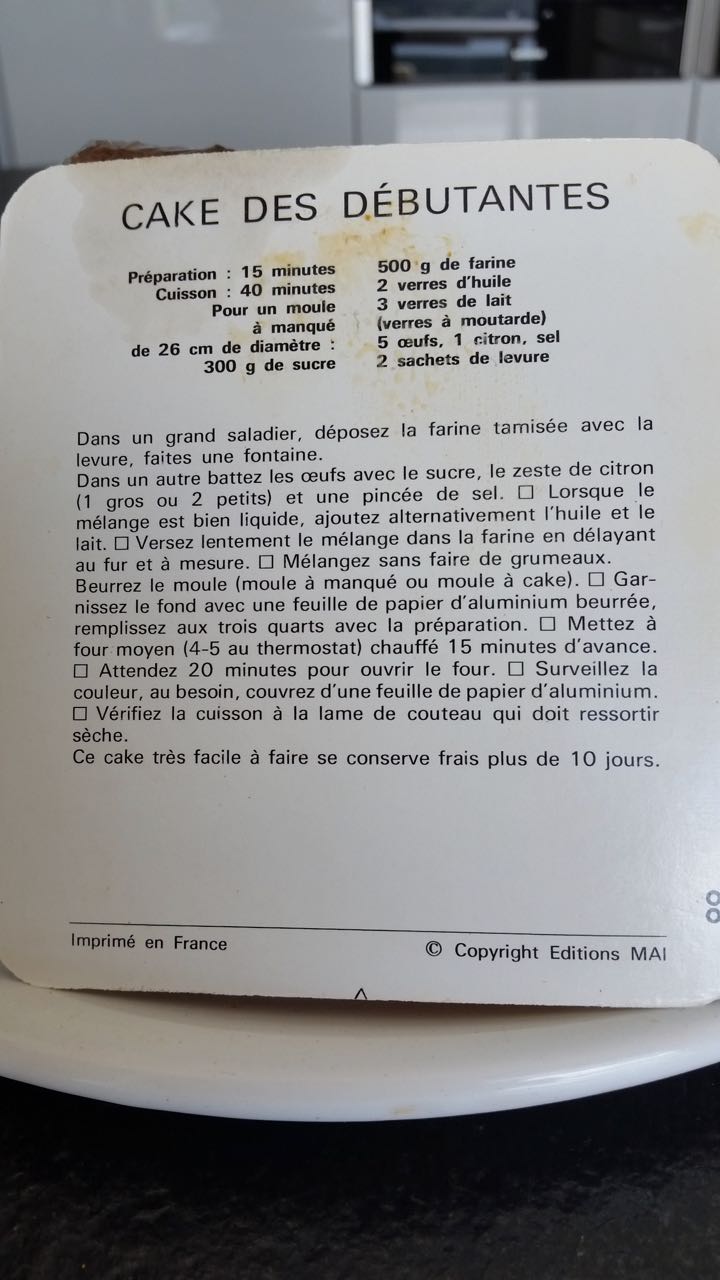 CAKE DES DÉBUTANTES
Préparation : 15 minutes
Cuisson : 40 minutes
Pour un moule
à manqué
de 26 cm de diamètre :
300 g de sucre
500 g de farine
2 verres d'huile
3 verres de lait
(verres à moutarde)
5 œufs, 1 citron, sel
2 sachets de levure
Dans un grand saladier, déposez la farine tamisée avec la
levure, faites une fontaine.
Dans un autre battez les œufs avec le sucre, le zeste de citron
(1 gros ou 2 petits) et une pincée de sel. □ Lorsque le
mélange est bien liquide, ajoutez alternativement l'huile et le
lait. □ Versez lentement le mélange dans la farine en délayant
au fur et à mesure. □ Mélangez sans faire de grumeaux.
Beurrez le moule (moule à manqué ou moule à cake). □ Gar-
nissez le fond avec une feuille de papier d'aluminium beurrée,
remplissez aux trois quarts avec la préparation. □ Mettez à
four moyen (4-5 au thermostat) chauffé 15 minutes d'avance.
□ Attendez 20 minutes pour ouvrir le four. □ Surveillez la
couleur, au besoin, couvrez d'une feuille de papier d'aluminium.
□ Vérifiez la cuisson à la lame de couteau qui doit ressortir
sèche.
Ce cake très facile à faire se conserve frais plus de 10 jours.
Imprimé en France
© Copyright Editions MAI